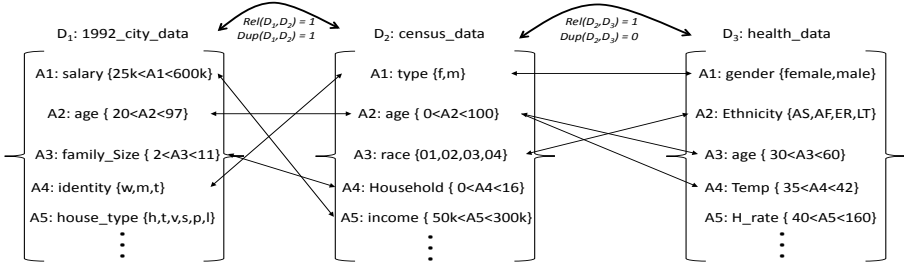 Rel(D₁,D₂) = 1
Dup(D₁,D₂) = 1
Rel(D₂,D₃) = 1
Dup(D₂,D₃) = 0
D₁: 1992_city_data
A1: salary {25k<A1<600k}
A2: age { 20<A2<97}
A3: family_Size { 2<A3<11}
A4: identity {w,m,t}
A5: house_type {h,t,v,s,p,l}
D₂: census_data
A1: type {f,m}
A2: age { 0<A2<100}
A3: race {01,02,03,04}
A4: Household { 0<A4<16}
A5: income { 50k<A5<300k}
D₃: health_data
A1: gender {female,male}
A2: Ethnicity {AS,AF,ER,LT}
A3: age { 30<A3<60}
A4: Temp { 35<A4<42}
A5: H_rate { 40<A5<160}